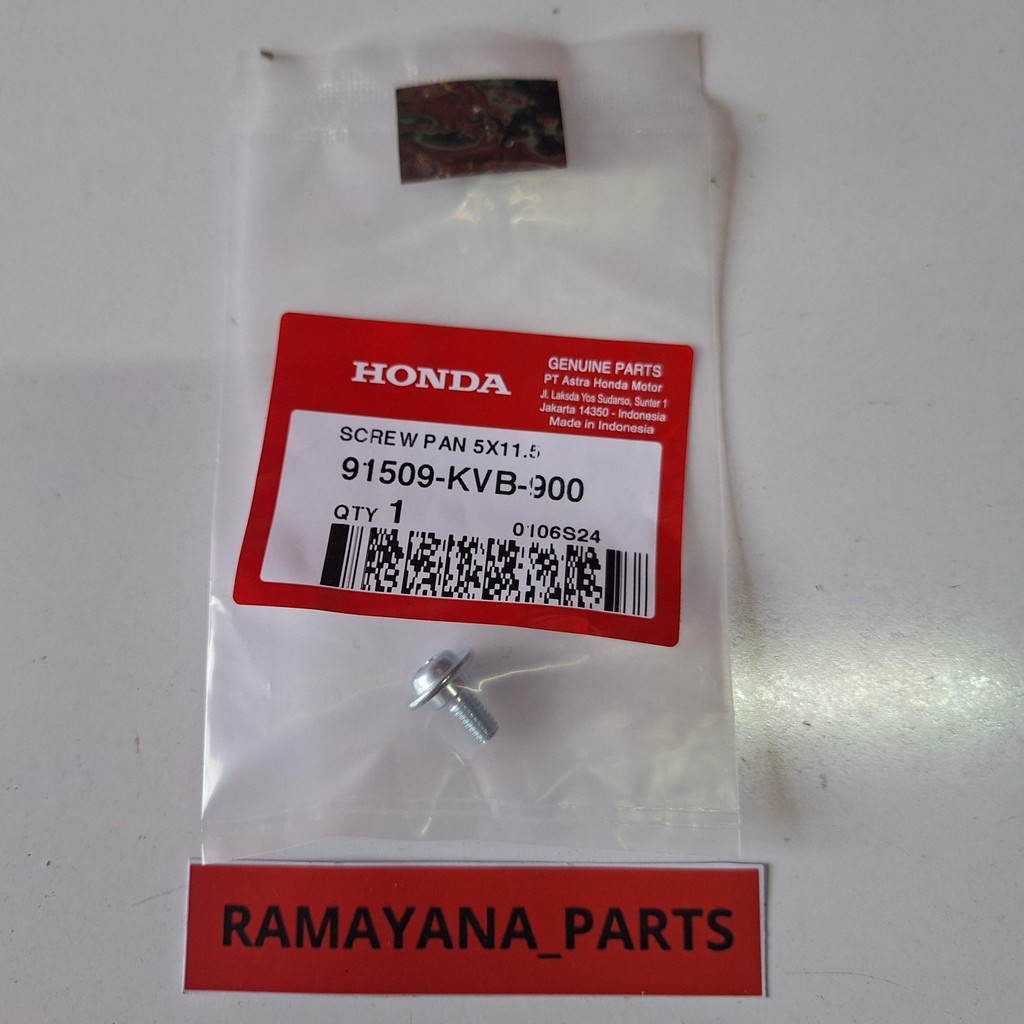 HONDA
GENUINE PARTS
PT Astra Honda Motor
Jl. Laksda Yos Sudarso, Sunter 1
Jakarta 14350 - Indonesia
Made in Indonesia
SCREW PAN 5X11.5
91509-KVB-900
QTY 1
0106S24
RAMAYANA_PARTS